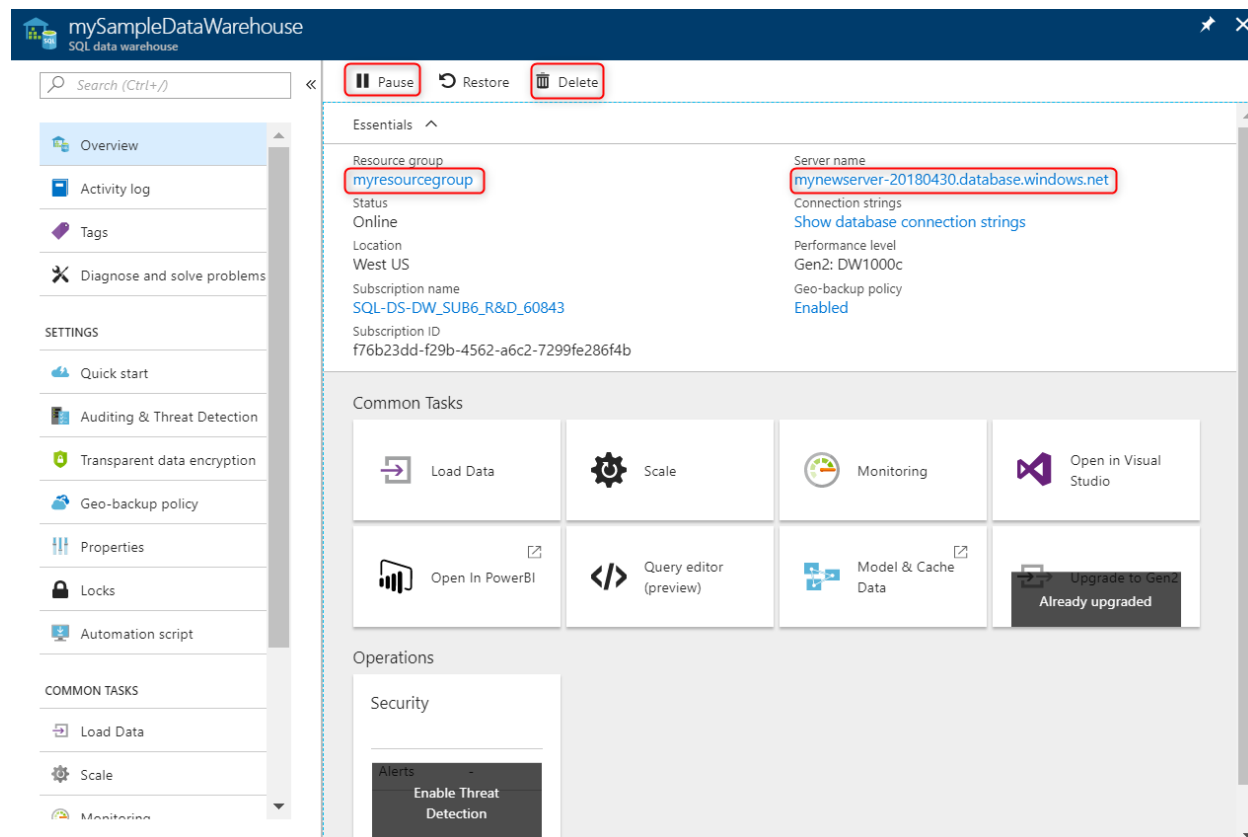 mySampleDataWarehouse
SQL data warehouse
Search (Ctrl+/)
Overview
Activity log
Tags
Diagnose and solve problems
SETTINGS
Quick start
Auditing & Threat Detection
Transparent data encryption
Geo-backup policy
Properties
Locks
Automation script
COMMON TASKS
Load Data
Scale
Monitoring
Pause
Restore
Delete
Essentials
Resource group
myresourcegroup
Status
Online
Location
West US
Subscription name
SQL-DS-DW_SUB6_R&D_60843
Subscription ID
f76b23dd-f29b-4562-a6c2-7299fe286f4b
Server name
mynewserver-20180430.database.windows.net
Connection strings
Show database connection strings
Performance level
Gen2: DW1000c
Geo-backup policy
Enabled
Common Tasks
Load Data
Scale
Monitoring
Open in Visual
Studio
Open In PowerBI
Query editor
(preview)
Model & Cache
Data
Upgrade to Gen2
Already upgraded
Operations
Security
Alerts -
Enable Threat
Detection